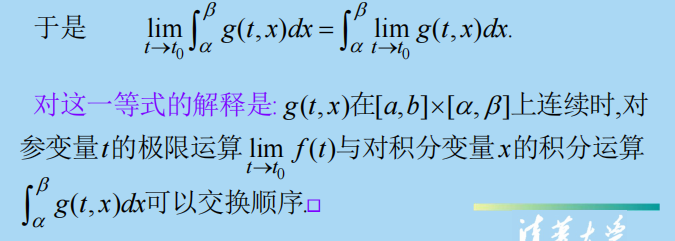 于是 $\lim_{t \to t_0} \int_{\alpha}^{\beta} g(t,x)dx = \int_{\alpha}^{\beta} \lim_{t \to t_0} g(t,x)dx.$
对这一等式的解释是: $g(t,x)$在$[a,b]\times[\alpha,\beta]$上连续时,对
参变量$t$的极限运算$\lim_{t \to t_0} f(t)$与对积分变量$x$的积分运算
$\int_{\alpha}^{\beta} g(t,x)dx$可以交换顺序.□
清华大学